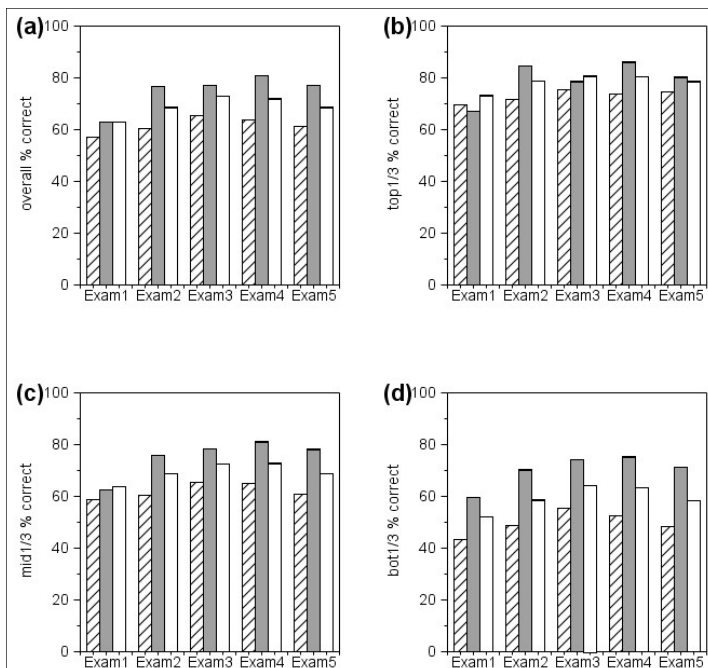 (a)
100
80
60
40
20
0
overall % correct
Exam1 Exam2 Exam3 Exam4 Exam5
(b)
100
80
60
40
20
0
top1/3 % correct
Exam1 Exam2 Exam3 Exam4 Exam5
(c)
100
80
60
40
20
0
mid1/3 % correct
Exam1 Exam2 Exam3 Exam4 Exam5
(d)
100
80
60
40
20
0
bot1/3 % correct
Exam1 Exam2 Exam3 Exam4 Exam5